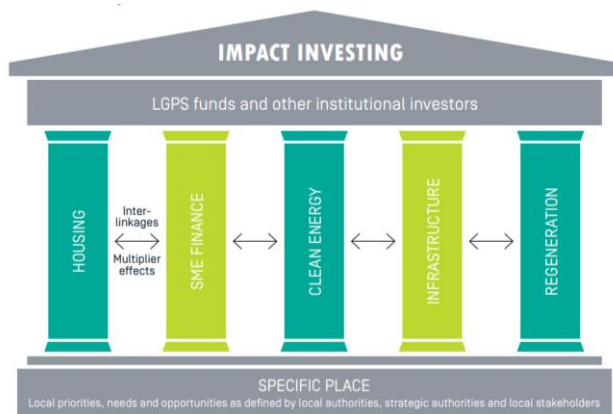 IMPACT INVESTING
LGPS funds and other institutional investors
HOUSING
Inter-
linkages
Multiplier
effects
SME FINANCE
CLEAN ENERGY
INFRASTRUCTURE
REGENERATION
SPECIFIC PLACE
Local priorities, needs and opportunities as defined by local authorities, strategic authorities and local stakeholders